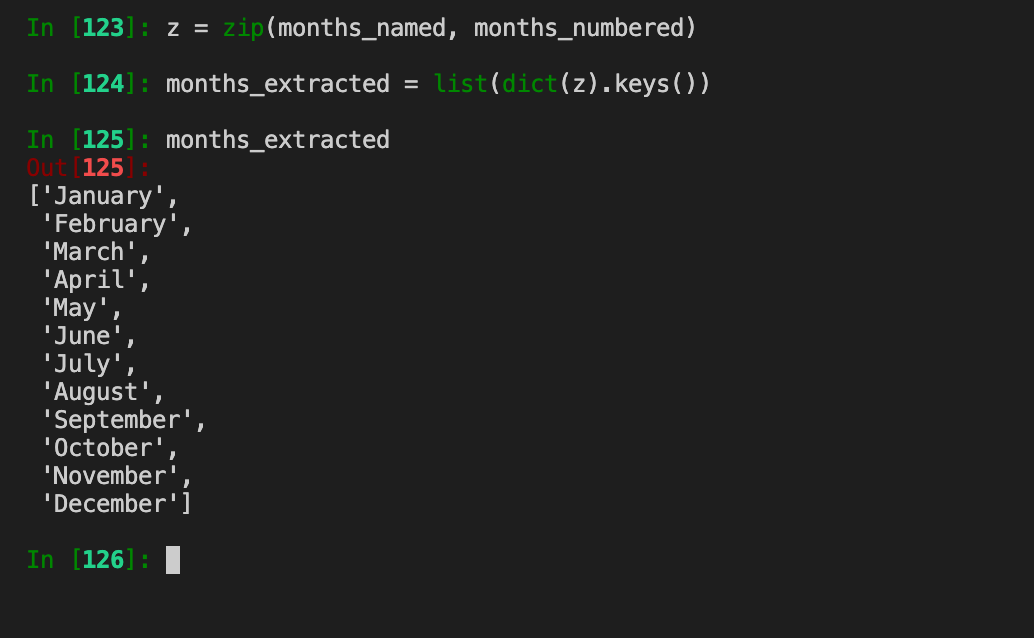 In [123]: z = zip(months_named, months_numbered)
In [124]: months_extracted = list(dict(z).keys())
In [125]: months_extracted
Out[125]:
['January',
 'February',
 'March',
 'April',
 'May',
 'June',
 'July',
 'August',
 'September',
 'October',
 'November',
 'December']
In [126]: